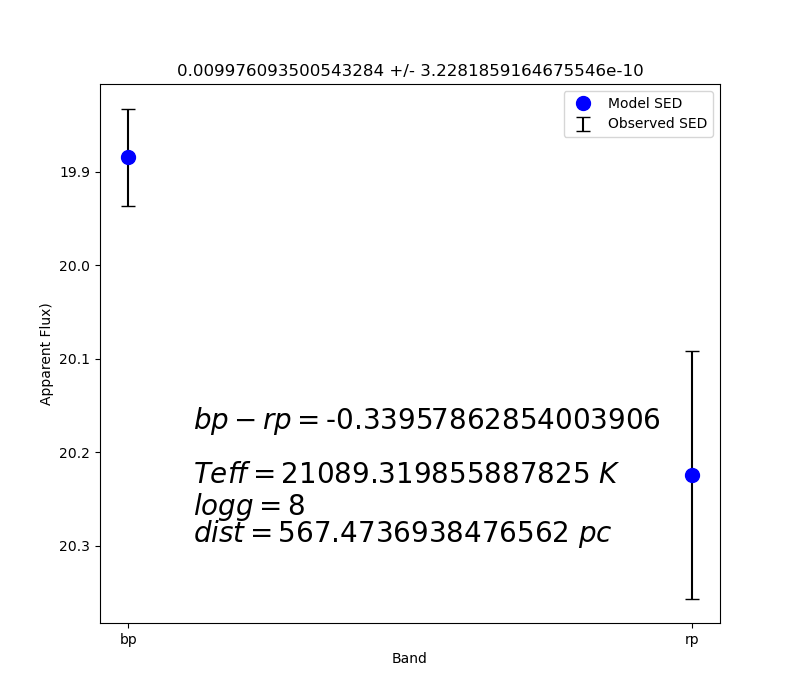 0.009976093500543284 +/- 3.2281859164675546e-10
Model SED
Observed SED
19.9
20.0
20.1
20.2
20.3
Apparent Flux)
bp − rp = -0.33957862854003906
Teff = 21089.319855887825 K
logg = 8
dist = 567.4736938476562 pc
bp
rp
Band